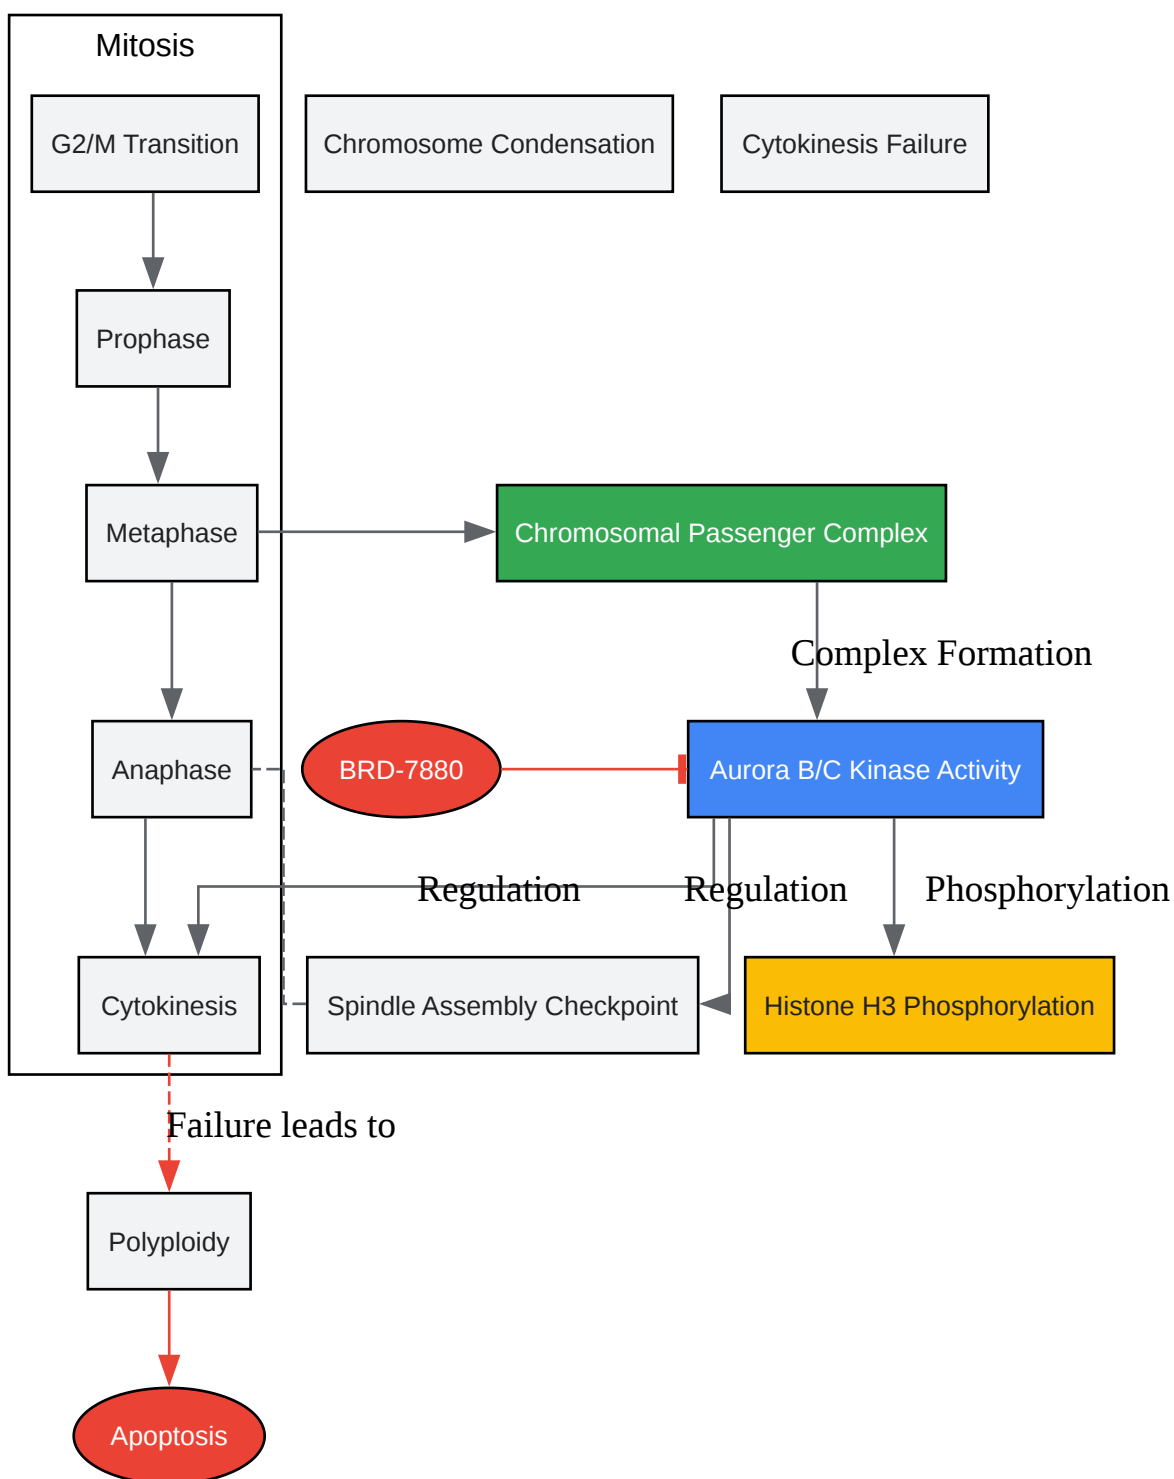 Mitosis
G2/M Transition
Chromosome Condensation
Cytokinesis Failure
Prophase
Metaphase
Chromosomal Passenger Complex
Complex Formation
Anaphase
BRD-7880
Aurora B/C Kinase Activity
Regulation
Regulation
Phosphorylation
Cytokinesis
Spindle Assembly Checkpoint
Histone H3 Phosphorylation
Failure leads to
Polyploidy
Apoptosis